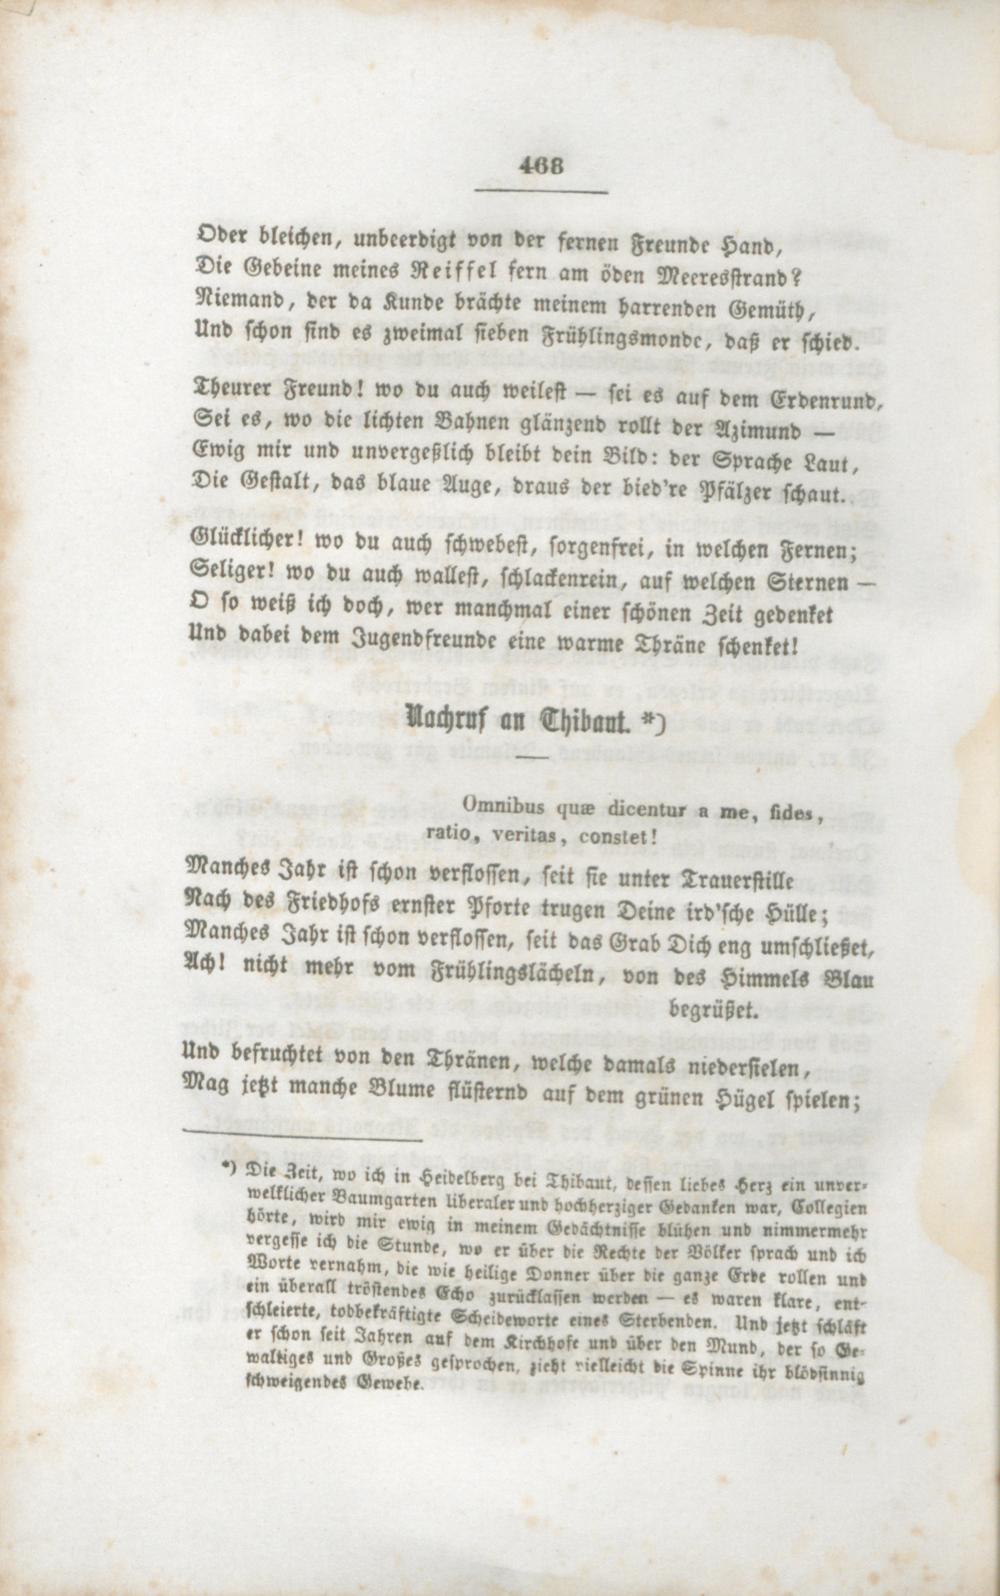 468
Oder bleichen, unbeerdigt von der fernen Freunde Hand,
Die Gebeine meines Reiffel fern am öden Meeresstrand?
Niemand, der da Kunde brächte meinem harrenden Gemüth,
Und schon sind es zweimal sieben Frühlingsmonde, daß er schied.
Theurer Freund! wo du auch weilest — sei es auf dem Erdenrund,
Sei es, wo die lichten Bahnen glänzend rollt der Azimund —
Ewig mir und unvergeßlich bleibt dein Bild: der Sprache Laut,
Die Gestalt, das blaue Auge, draus der bied're Pfälzer schaut.
Glücklicher! wo du auch schwebest, sorgenfrei, in welchen Fernen;
Seliger! wo du auch wallest, schlackenrein, auf welchen Sternen —
O so weiß ich doch, wer manchmal einer schönen Zeit gedenket
Und dabei dem Jugendfreunde eine warme Thräne schenket!
Nachruf an Thibaut. *)
Omnibus quæ dicentur a me, fides,
ratio, veritas, constet!
Manches Jahr ist schon verflossen, seit sie unter Trauerstille
Nach des Friedhofs ernster Pforte trugen Deine ird'sche Hülle;
Manches Jahr ist schon verflossen, seit das Grab Dich eng umschließet,
Ach! nicht mehr vom Frühlingslächeln, von des Himmels Blau
begrüßet.
Und befruchtet von den Thränen, welche damals niederfielen,
Mag jetzt manche Blume flüsternd auf dem grünen Hügel spielen;
*) Die Zeit, wo ich in Heidelberg bei Thibaut, dessen liebes Herz ein unver-
welklicher Baumgarten liberaler und hochherziger Gedanken war, Collegien
hörte, wird mir ewig in meinem Gedächtnisse blühen und nimmermehr
vergesse ich die Stunde, wo er über die Rechte der Völker sprach und ich
Worte vernahm, die wie heilige Donner über die ganze Erde rollen und
ein überall tröstendes Echo zurücklassen werden — es waren klare, ent-
schleierte, todbekräftigte Scheideworte eines Sterbenden. Und jetzt schläft
er schon seit Jahren auf dem Kirchhofe und über den Mund, der so Ge-
waltiges und Großes gesprochen, zieht vielleicht die Spinne ihr blödsinnig
schweigendes Gewebe.